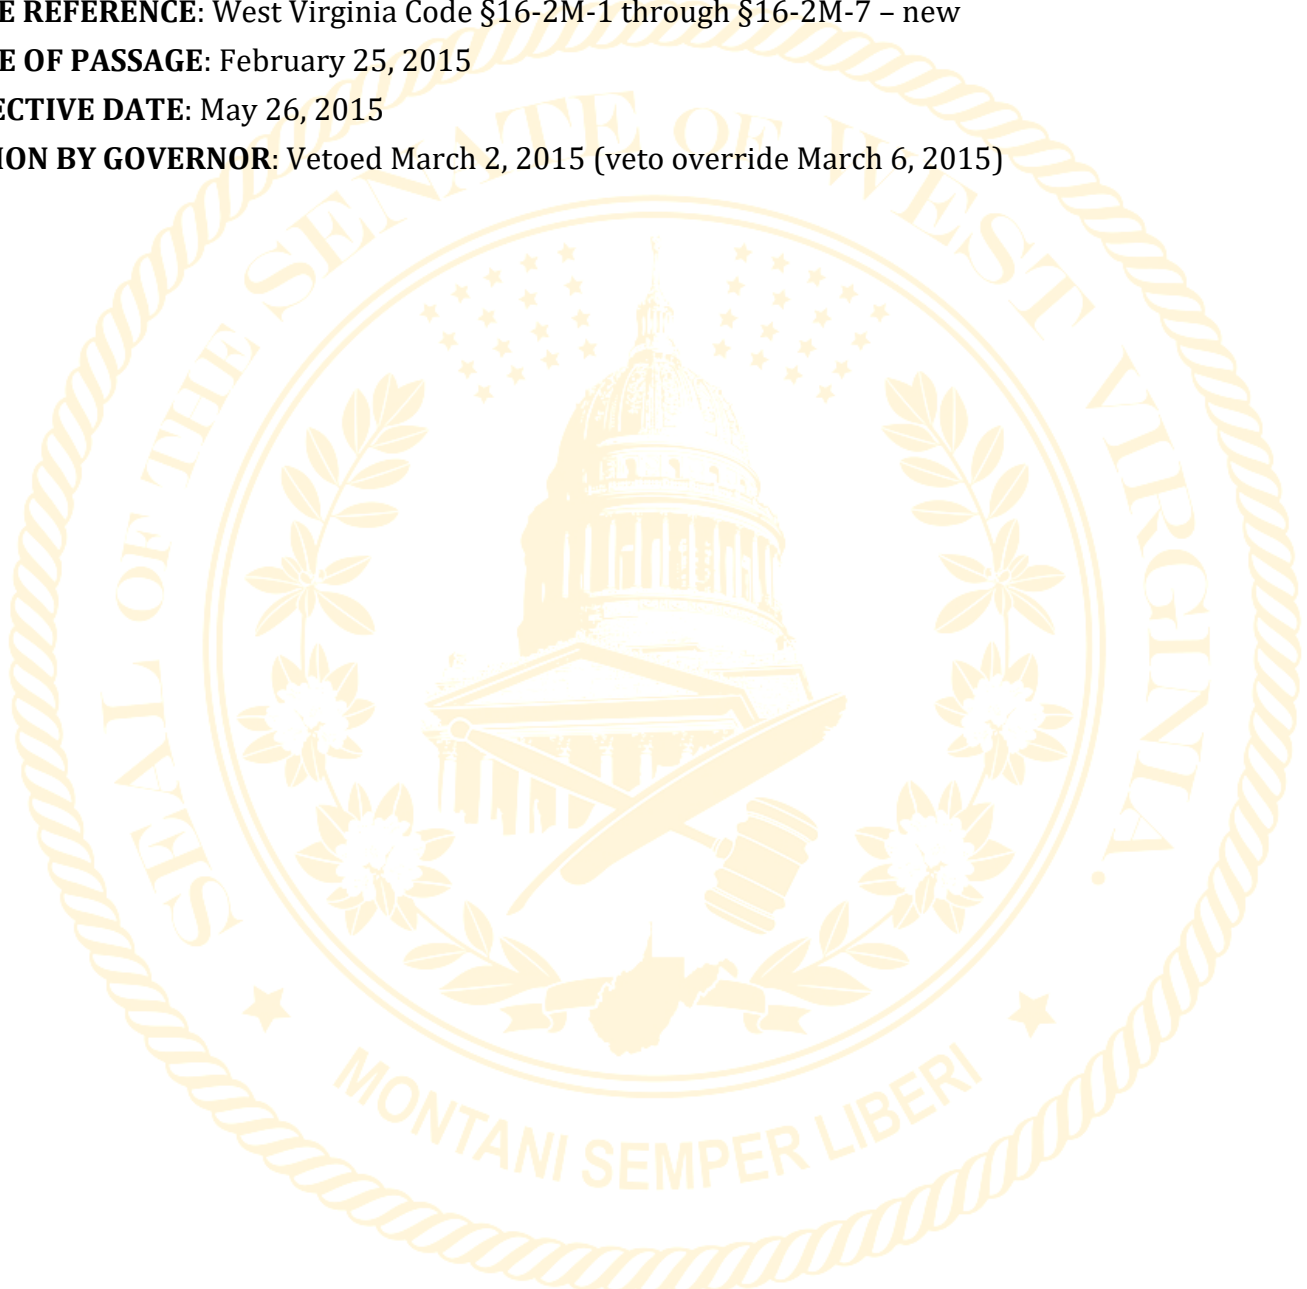 E REFERENCE: West Virginia Code §16-2M-1 through §16-2M-7 – new
E OF PASSAGE: February 25, 2015
ECTIVE DATE: May 26, 2015
ION BY GOVERNOR: Vetoed March 2, 2015 (veto override March 6, 2015)
SEAL OF THE SENATE OF WEST VIRGINIA.
MONTANI SEMPER LIBERI